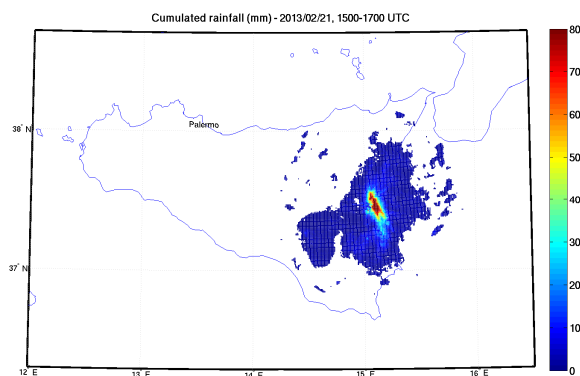 Cumulated rainfall (mm) - 2013/02/21, 1500-1700 UTC
80
70
60
50
40
30
20
10
0
Palermo
38° N
37° N
12° E
13° E
14° E
15° E
16° E